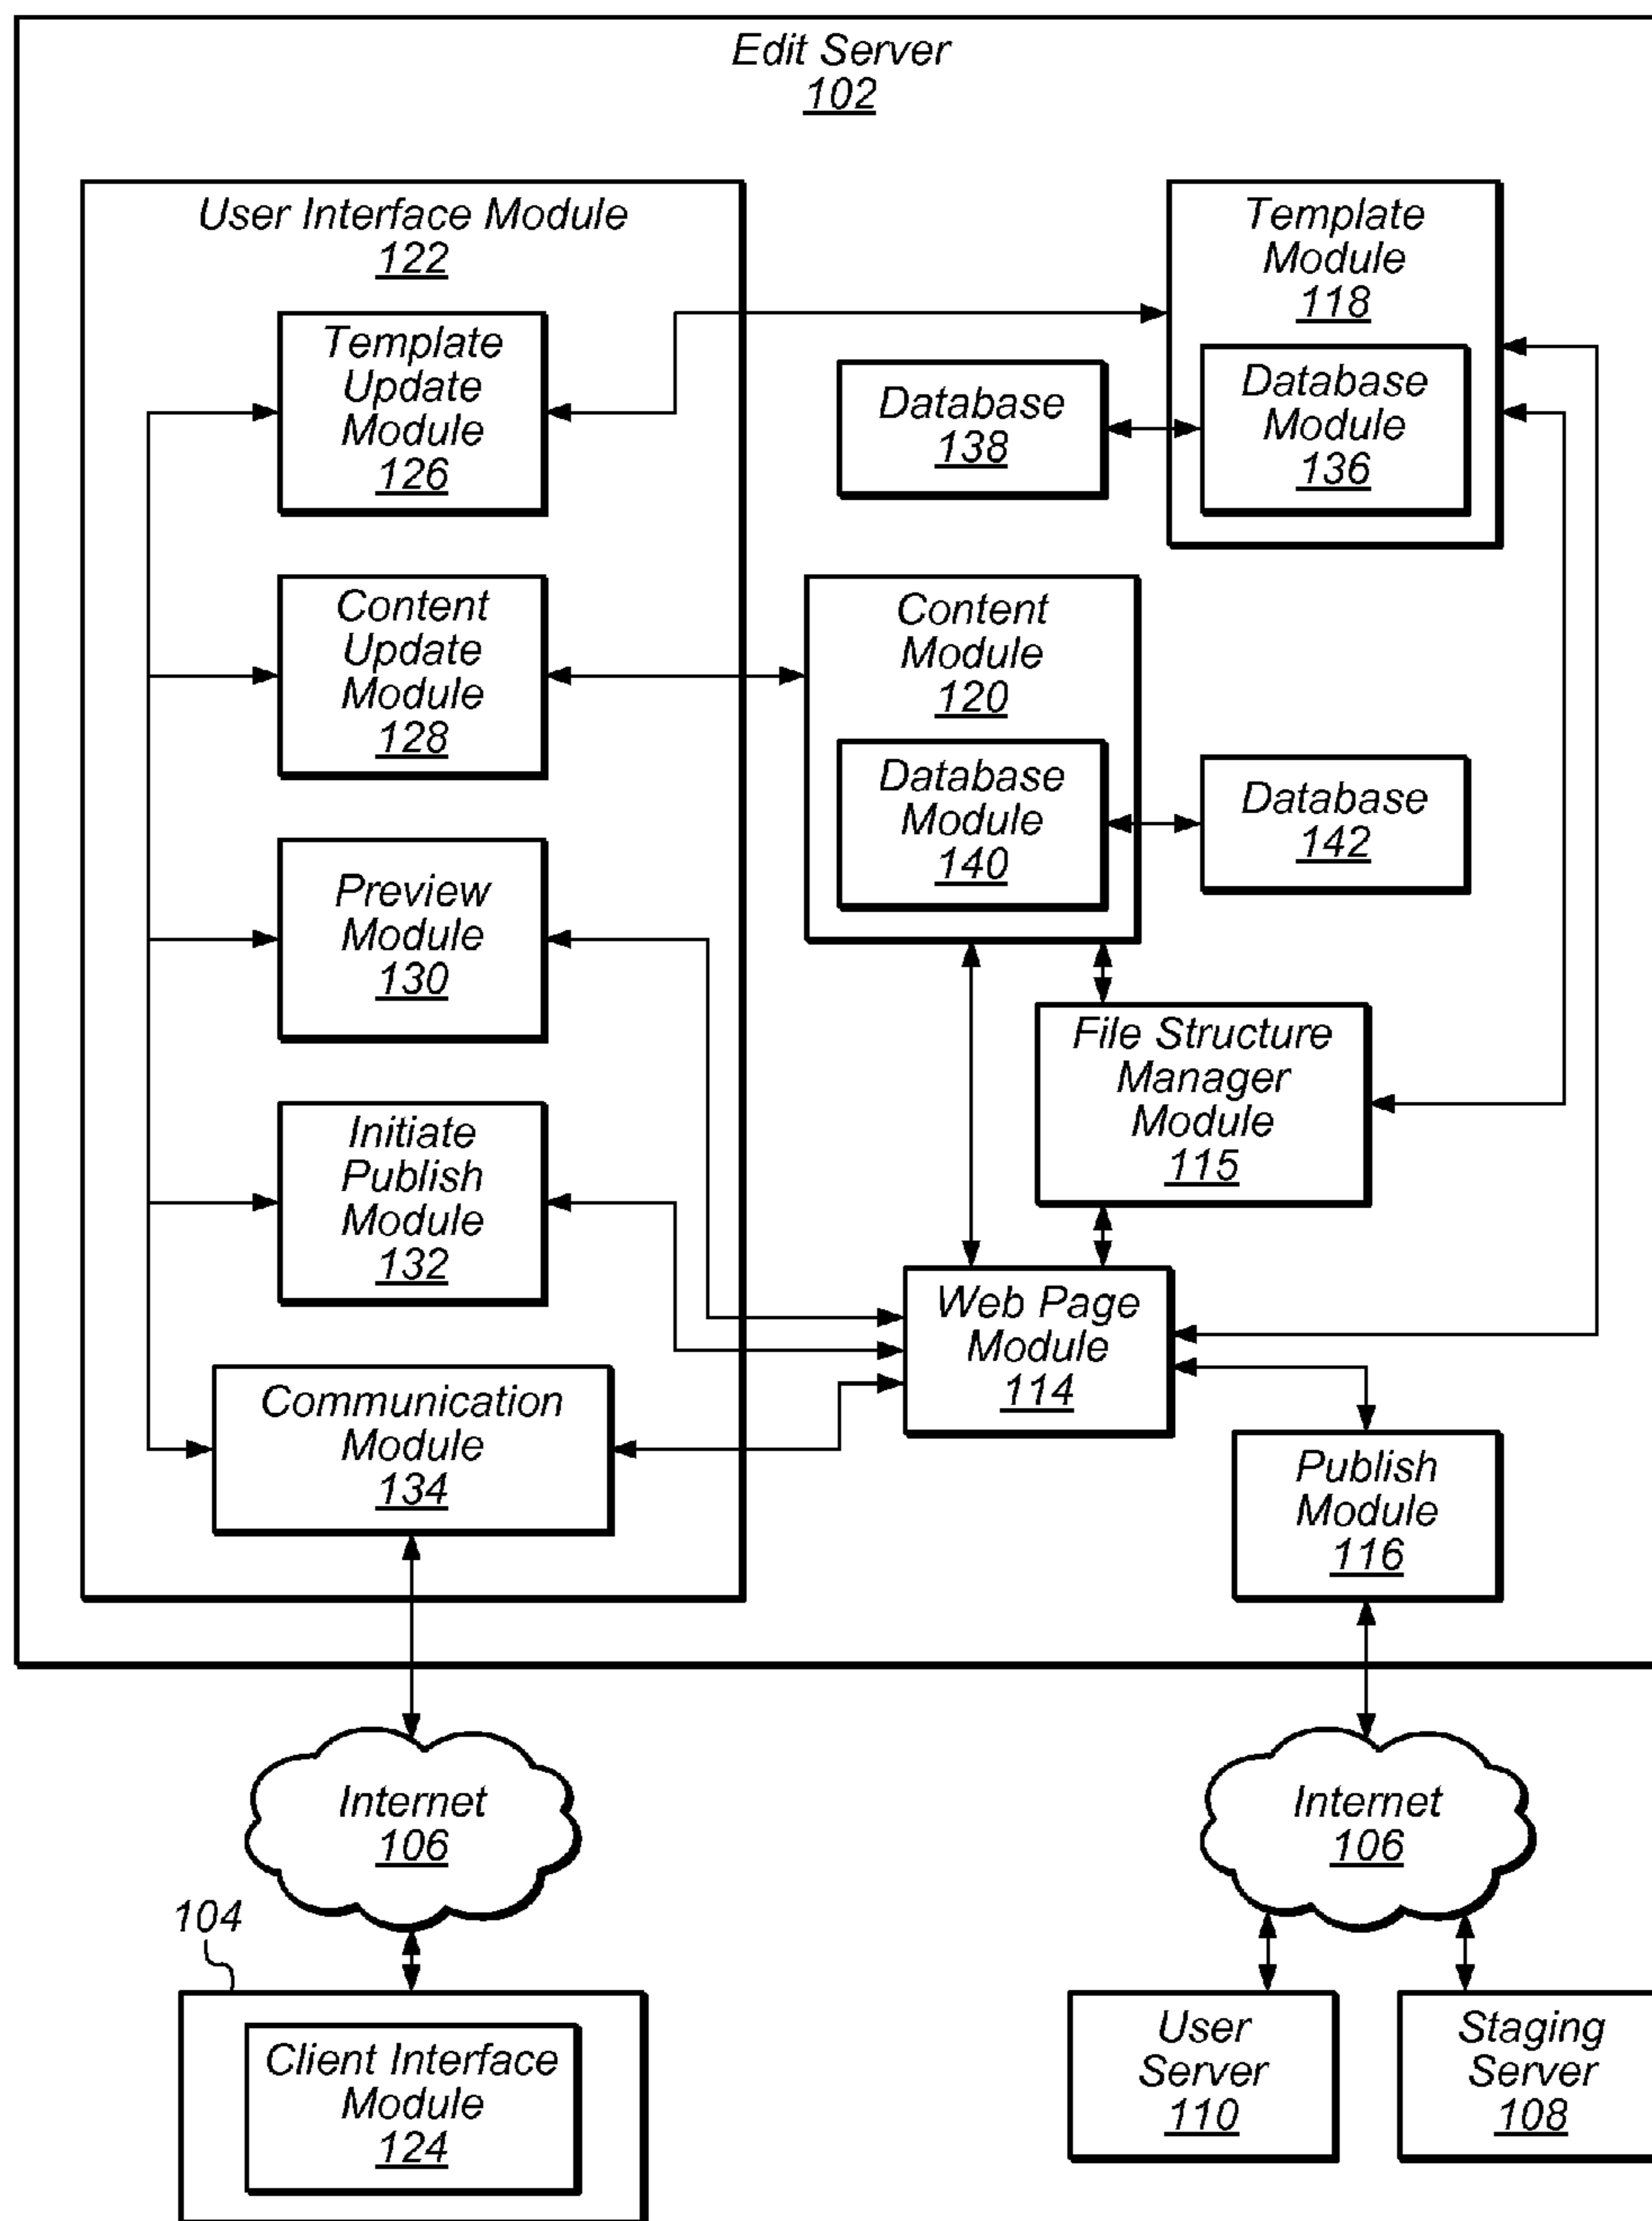 Edit Server
102
User Interface Module
122
Template
Update
Module
126
Content
Update
Module
128
Preview
Module
130
Initiate
Publish
Module
132
Communication
Module
134
Template
Module
118
Database
Module
136
Database
138
Content
Module
120
Database
Module
140
Database
142
File Structure
Manager
Module
115
Web Page
Module
114
Publish
Module
116
Internet
106
Internet
106
104
Client Interface
Module
124
User
Server
110
Staging
Server
108